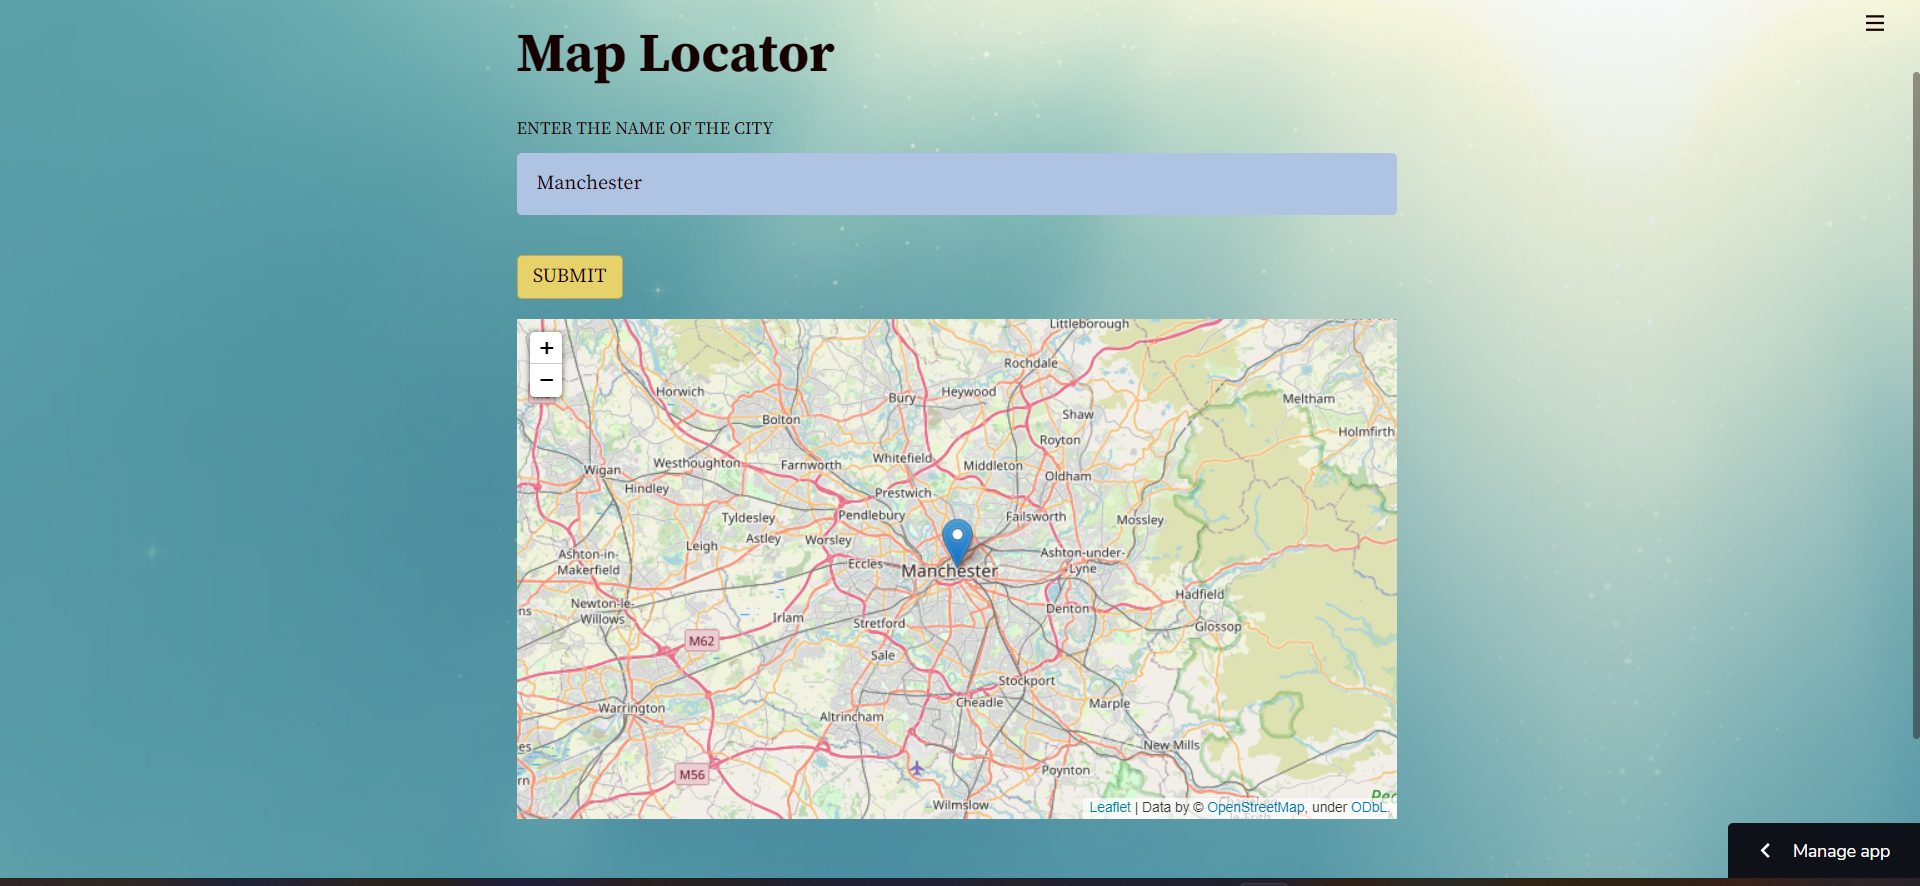 Map Locator
ENTER THE NAME OF THE CITY
Manchester
SUBMIT
+
−
Littleborough
Rochdale
Horwich
Bury
Heywood
Meltham
Bolton
Shaw
Holmfirth
Royton
Whitefield
Westhoughton
Farnworth
Middleton
Wigan
Oldham
Hindley
Prestwich
Tyldesley
Pendlebury
Failsworth
Mossley
Astley
Worsley
Leigh
Ashton-in-
Makerfield
Ashton-under-
Lyne
Eccles
Manchester
Hadfield
Newton-le-
Willows
Denton
Irlam
Stretford
Glossop
M62
Sale
Stockport
Cheadle
Marple
Warrington
Altrincham
New Mills
Poynton
M56
Wilmslow
Leaflet | Data by © OpenStreetMap, under ODbL.
Manage app